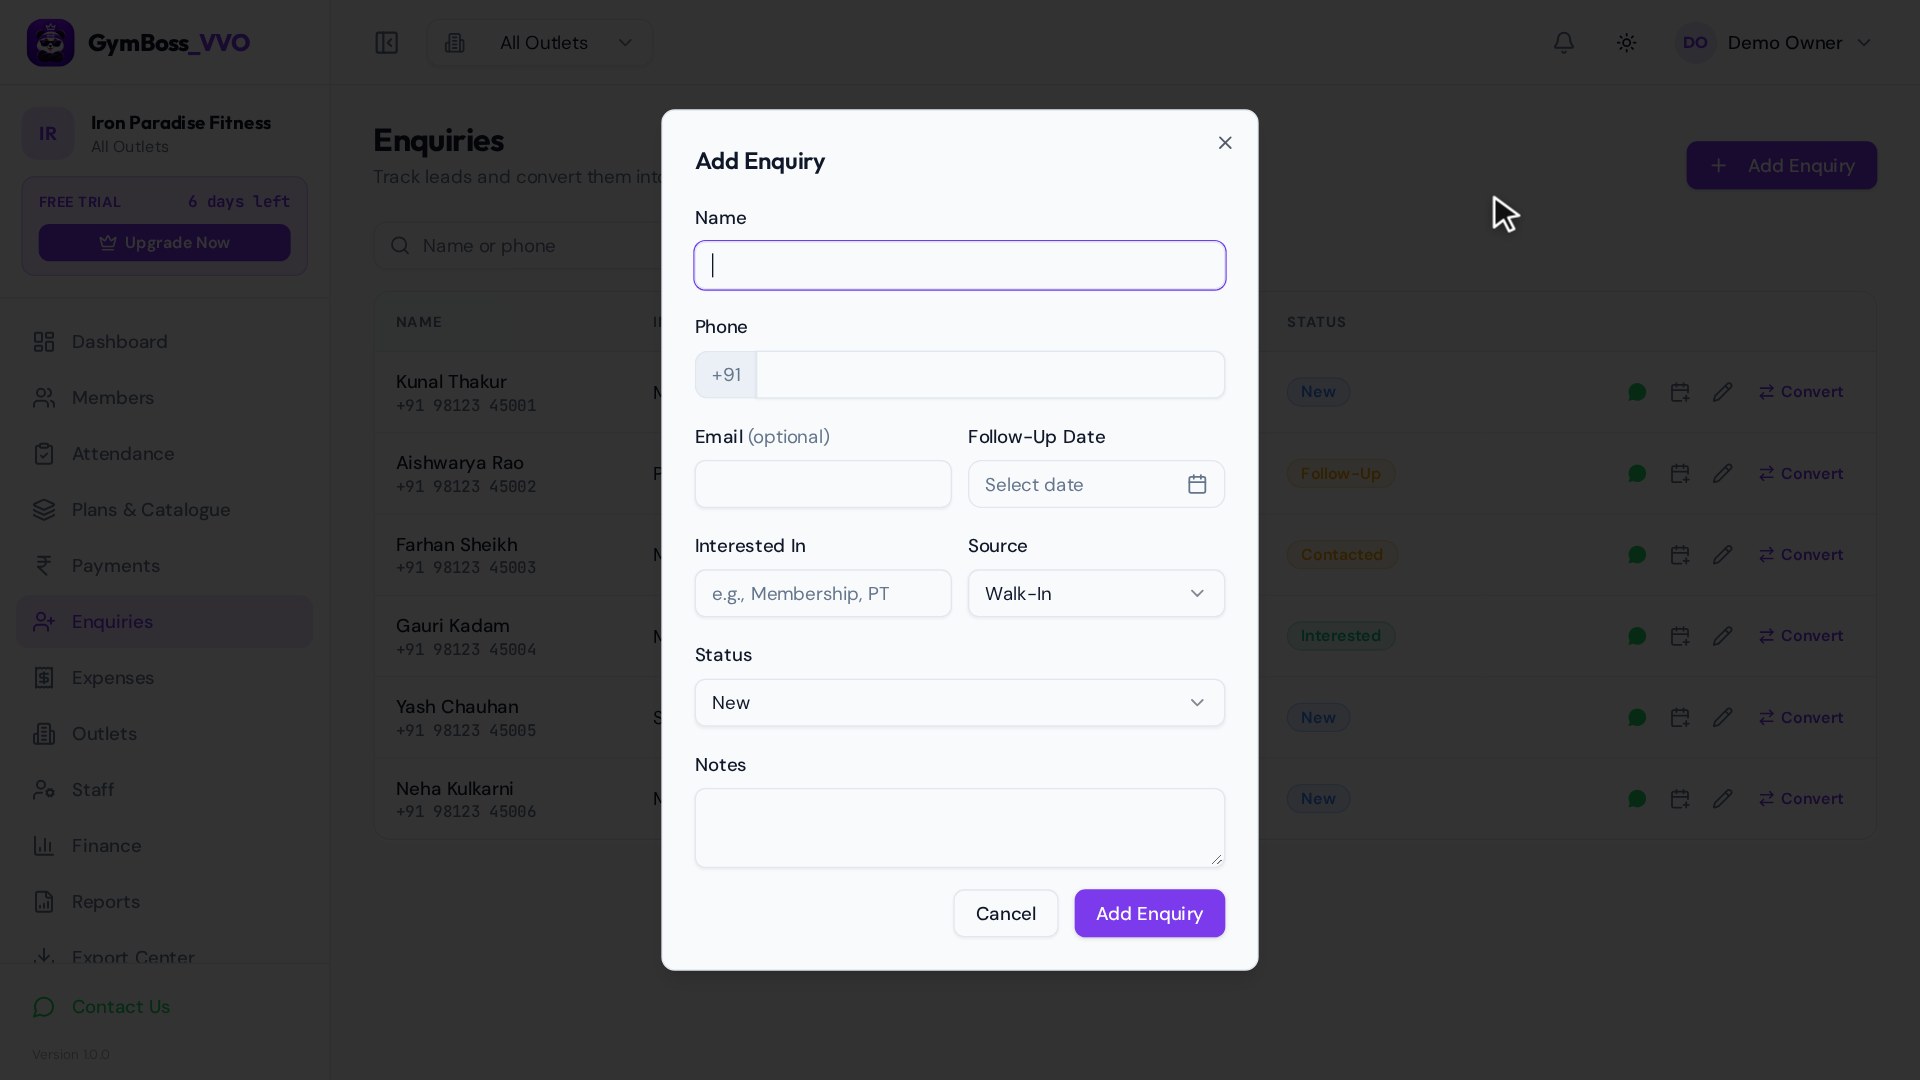 GymBoss_VVO
All Outlets
DO
Demo Owner
IR
Iron Paradise Fitness
All Outlets
FREE TRIAL
6 days left
Upgrade Now
Dashboard
Members
Attendance
Plans & Catalogue
Payments
Enquiries
Expenses
Outlets
Staff
Finance
Reports
Export Center
Contact Us
Version 1.0.0
Enquiries
Track leads and convert them into
Add Enquiry
Name or phone
NAME
STATUS
Kunal Thakur
+91 98123 45001
New
Convert
Aishwarya Rao
+91 98123 45002
Follow-Up
Convert
Farhan Sheikh
+91 98123 45003
Contacted
Convert
Gauri Kadam
+91 98123 45004
Interested
Convert
Yash Chauhan
+91 98123 45005
New
Convert
Neha Kulkarni
+91 98123 45006
New
Convert
Add Enquiry
Name
Phone
+91
Email (optional)
Follow-Up Date
Select date
Interested In
Source
e.g., Membership, PT
Walk-In
Status
New
Notes
Cancel
Add Enquiry